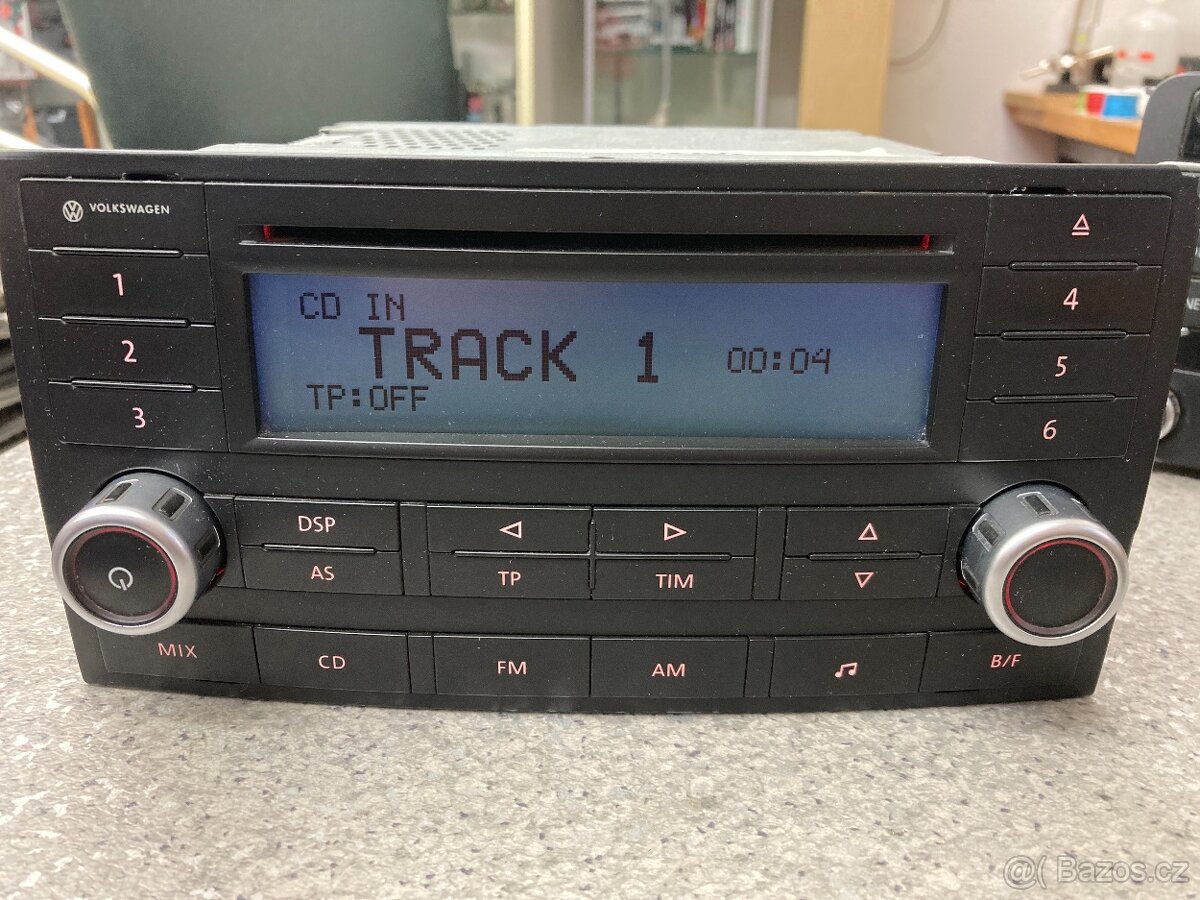 VOLKSWAGEN
1
2
3
CD IN
TRACK 1 00:04
TP:OFF
4
5
6
DSP
AS
TP
TIM
MIX
CD
FM
AM
B/F
NE
@( Bazos.cz